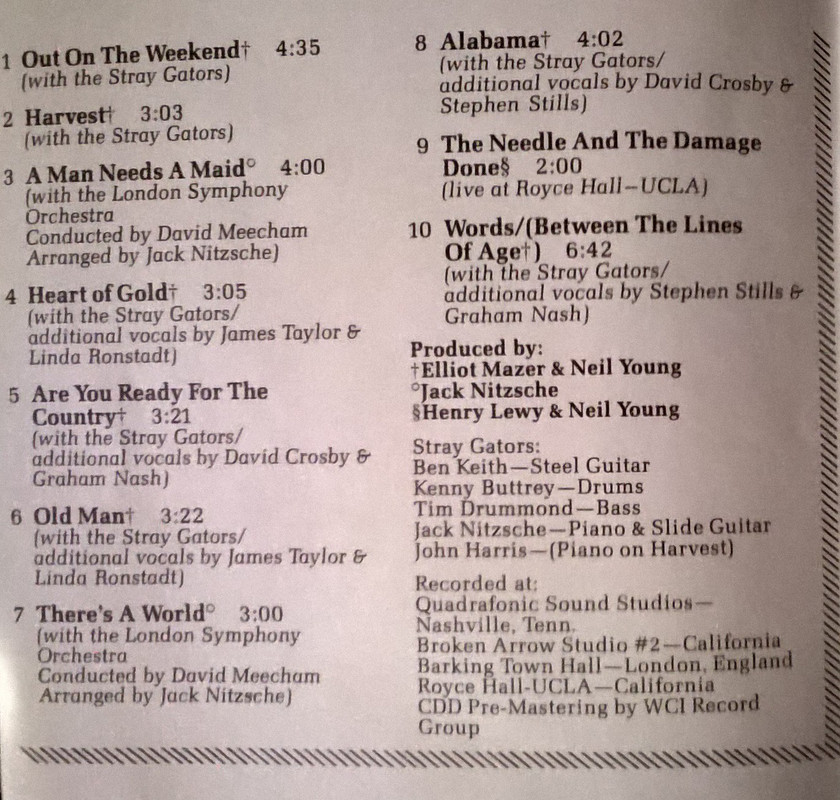 1 Out On The Weekend† 4:35
(with the Stray Gators)
2 Harvest† 3:03
(with the Stray Gators)
3 A Man Needs A Maid° 4:00
(with the London Symphony
Orchestra
Conducted by David Meecham
Arranged by Jack Nitzsche)
4 Heart of Gold† 3:05
(with the Stray Gators/
additional vocals by James Taylor &
Linda Ronstadt)
5 Are You Ready For The
Country† 3:21
(with the Stray Gators/
additional vocals by David Crosby &
Graham Nash)
6 Old Man† 3:22
(with the Stray Gators/
additional vocals by James Taylor &
Linda Ronstadt)
7 There's A World° 3:00
(with the London Symphony
Orchestra
Conducted by David Meecham
Arranged by Jack Nitzsche)
8 Alabama† 4:02
(with the Stray Gators/
additional vocals by David Crosby &
Stephen Stills)
9 The Needle And The Damage
Done§ 2:00
(live at Royce Hall–UCLA)
10 Words/(Between The Lines
Of Age†) 6:42
(with the Stray Gators/
additional vocals by Stephen Stills &
Graham Nash)
Produced by:
†Elliot Mazer & Neil Young
°Jack Nitzsche
§Henry Lewy & Neil Young
Stray Gators:
Ben Keith—Steel Guitar
Kenny Buttrey—Drums
Tim Drummond—Bass
Jack Nitzsche—Piano & Slide Guitar
John Harris—(Piano on Harvest)
Recorded at:
Quadrafonic Sound Studios—
Nashville, Tenn.
Broken Arrow Studio #2—California
Barking Town Hall—London, England
Royce Hall-UCLA—California
CDD Pre-Mastering by WCI Record
Group